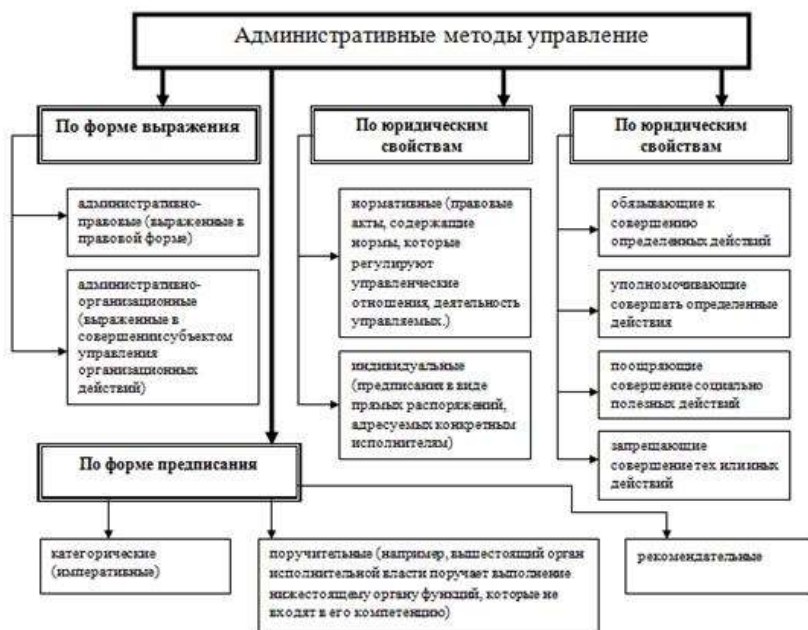 Административные методы управление
По форме выражения
административно-
правовые (выраженные в
правовой форме)
административно-
организационные
(выраженные в
совершении субъектом
управления
организационных
действий)
По юридическим
свойствам
нормативные (правовые
акты, содержащие
нормы, которые
регулируют
управленческие
отношения, деятельность
управляемых.)
индивидуальные
(предписания в виде
прямых распоряжений,
адресуемых конкретным
исполнителям)
По юридическим
свойствам
обязывающие к
совершению
определенных действий
уполномочивающие
совершать определенные
действия
поощряющие
совершение социально
полезных действий
запрещающие
совершение тех или иных
действий
По форме предписания
категорические
(императивные)
поручительные (например, вышестоящий орган
исполнительной власти поручает выполнение
нижестоящему органу функций, которые не
входят в его компетенцию)
рекомендательные